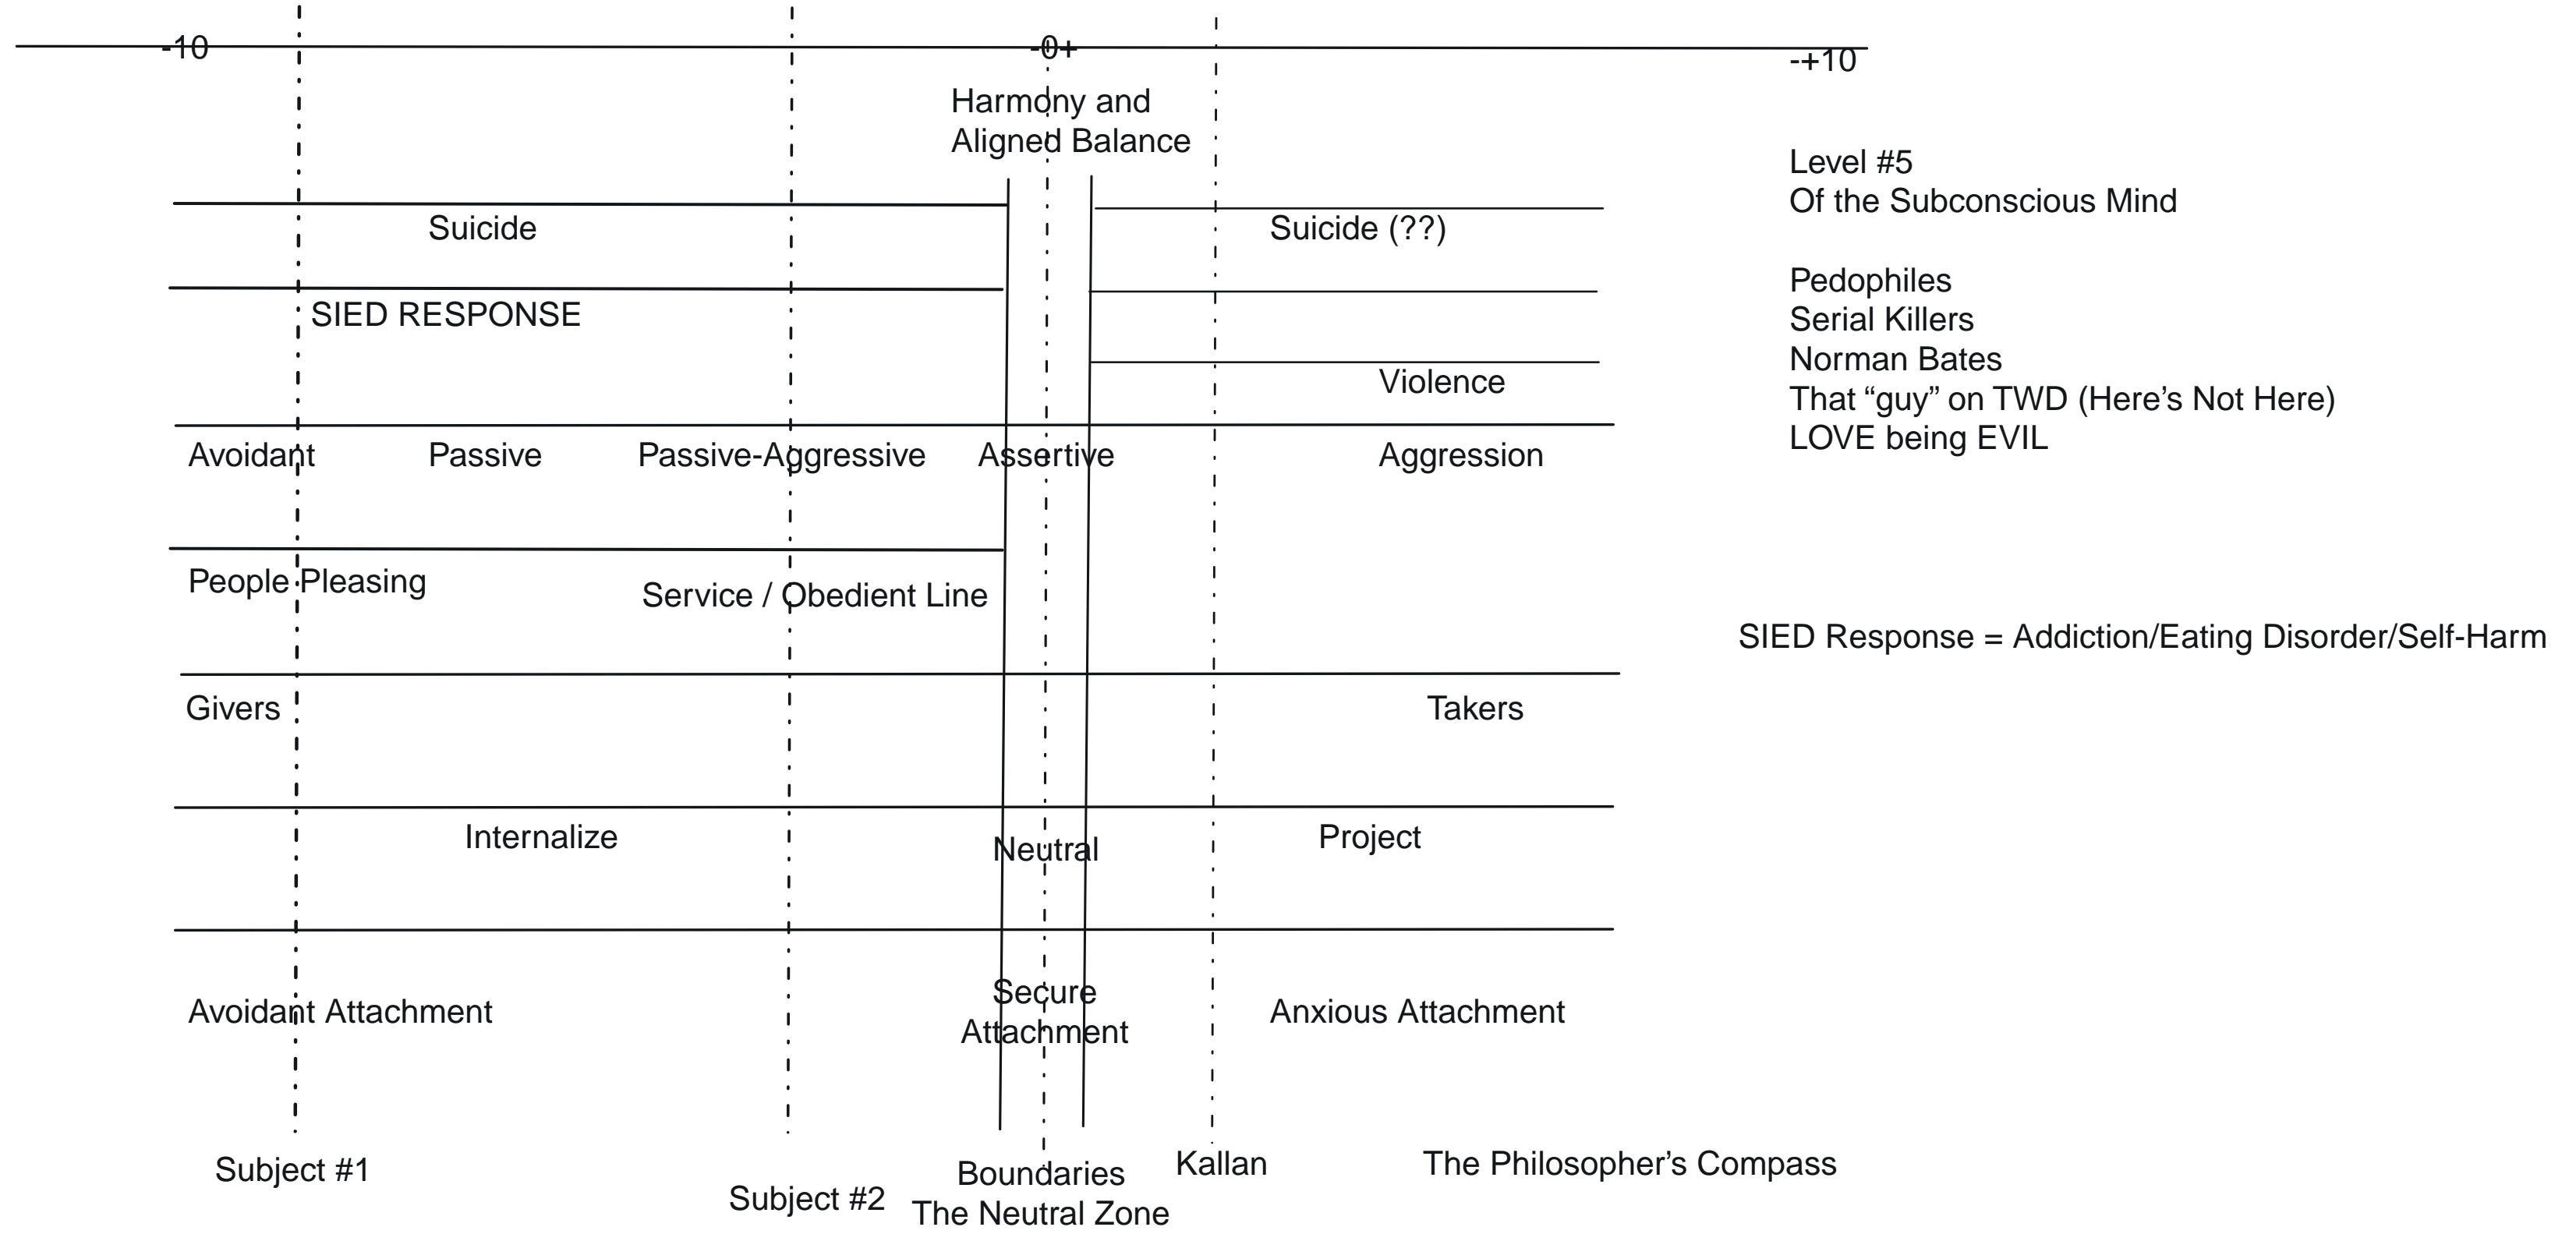 -10
-0+
-+10
Harmony and
Aligned Balance
Level #5
Of the Subconscious Mind
Suicide
Suicide (??)
Pedophiles
Serial Killers
Norman Bates
That “guy” on TWD (Here’s Not Here)
LOVE being EVIL
SIED RESPONSE
Violence
Avoidant
Passive
Passive-Aggressive
Assertive
Aggression
People Pleasing
Service / Obedient Line
SIED Response = Addiction/Eating Disorder/Self-Harm
Givers
Takers
Internalize
Neutral
Project
Avoidant Attachment
Secure
Attachment
Anxious Attachment
Subject #1
Subject #2
Boundaries
The Neutral Zone
Kallan
The Philosopher’s Compass